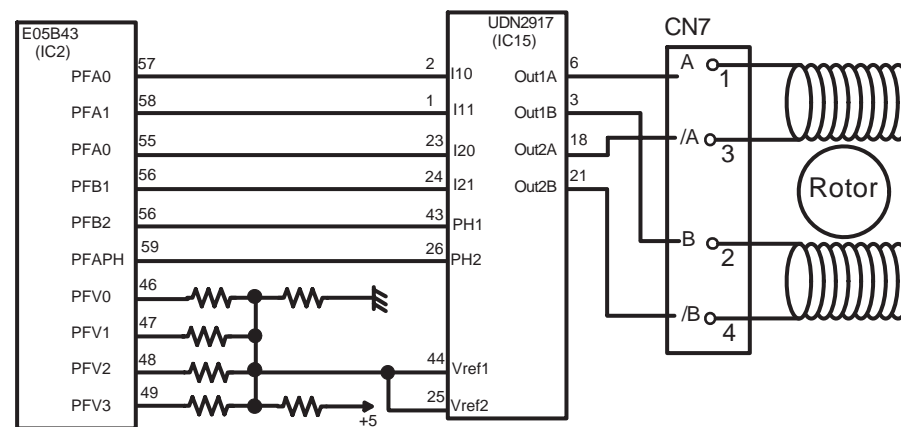 E05B43
(IC2)
UDN2917
(IC15)
CN7
PFA0 57 2 I10 Out1A 6 A 1
PFA1 58 1 I11 Out1B 3
PFA0 55 23 I20 Out2A 18 /A 3
PFB1 56 24 I21 Out2B 21
Rotor
PFB2 56 43 PH1
PFAPH 59 26 PH2 B 2
PFV0 46
PFV1 47 /B 4
PFV2 48 44 Vref1
PFV3 49 +5 25 Vref2